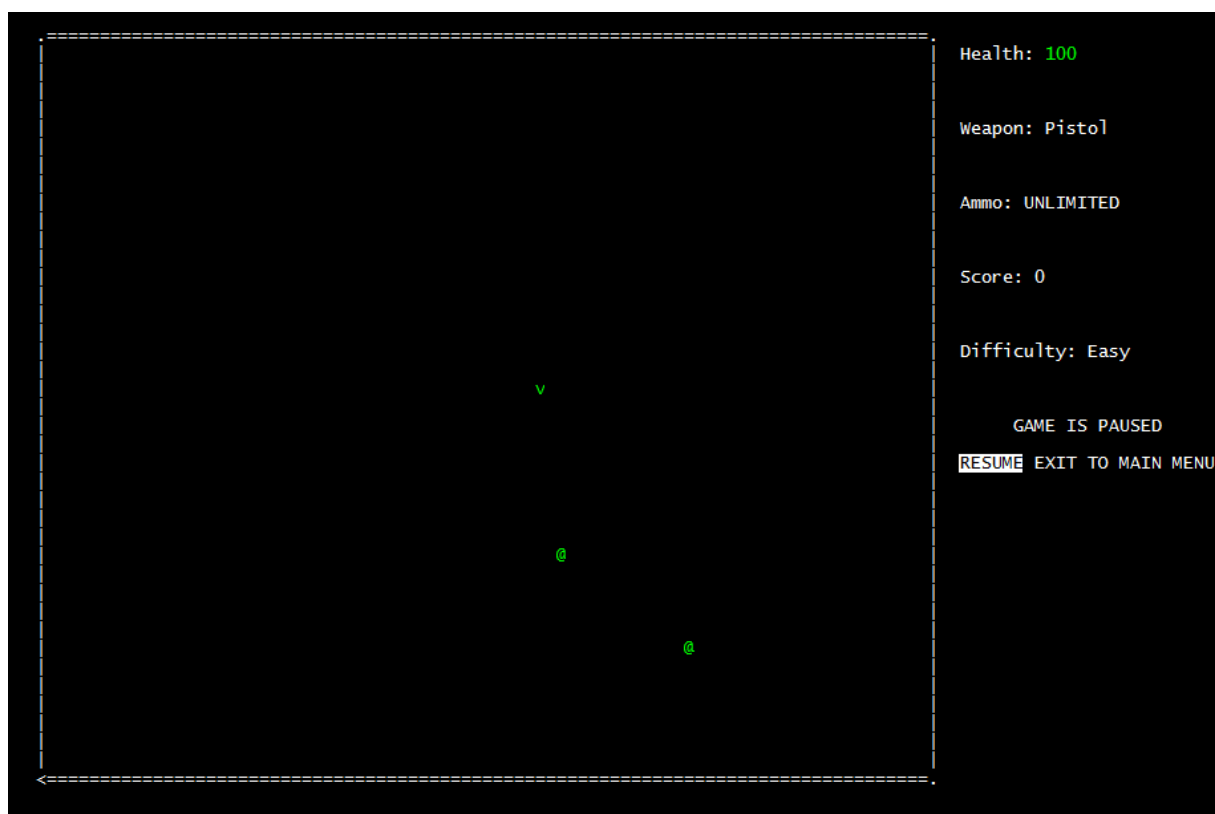 Health: 100
Weapon: Pistol
Ammo: UNLIMITED
Score: 0
Difficulty: Easy
v
GAME IS PAUSED
RESUME EXIT TO MAIN MENU
@
@